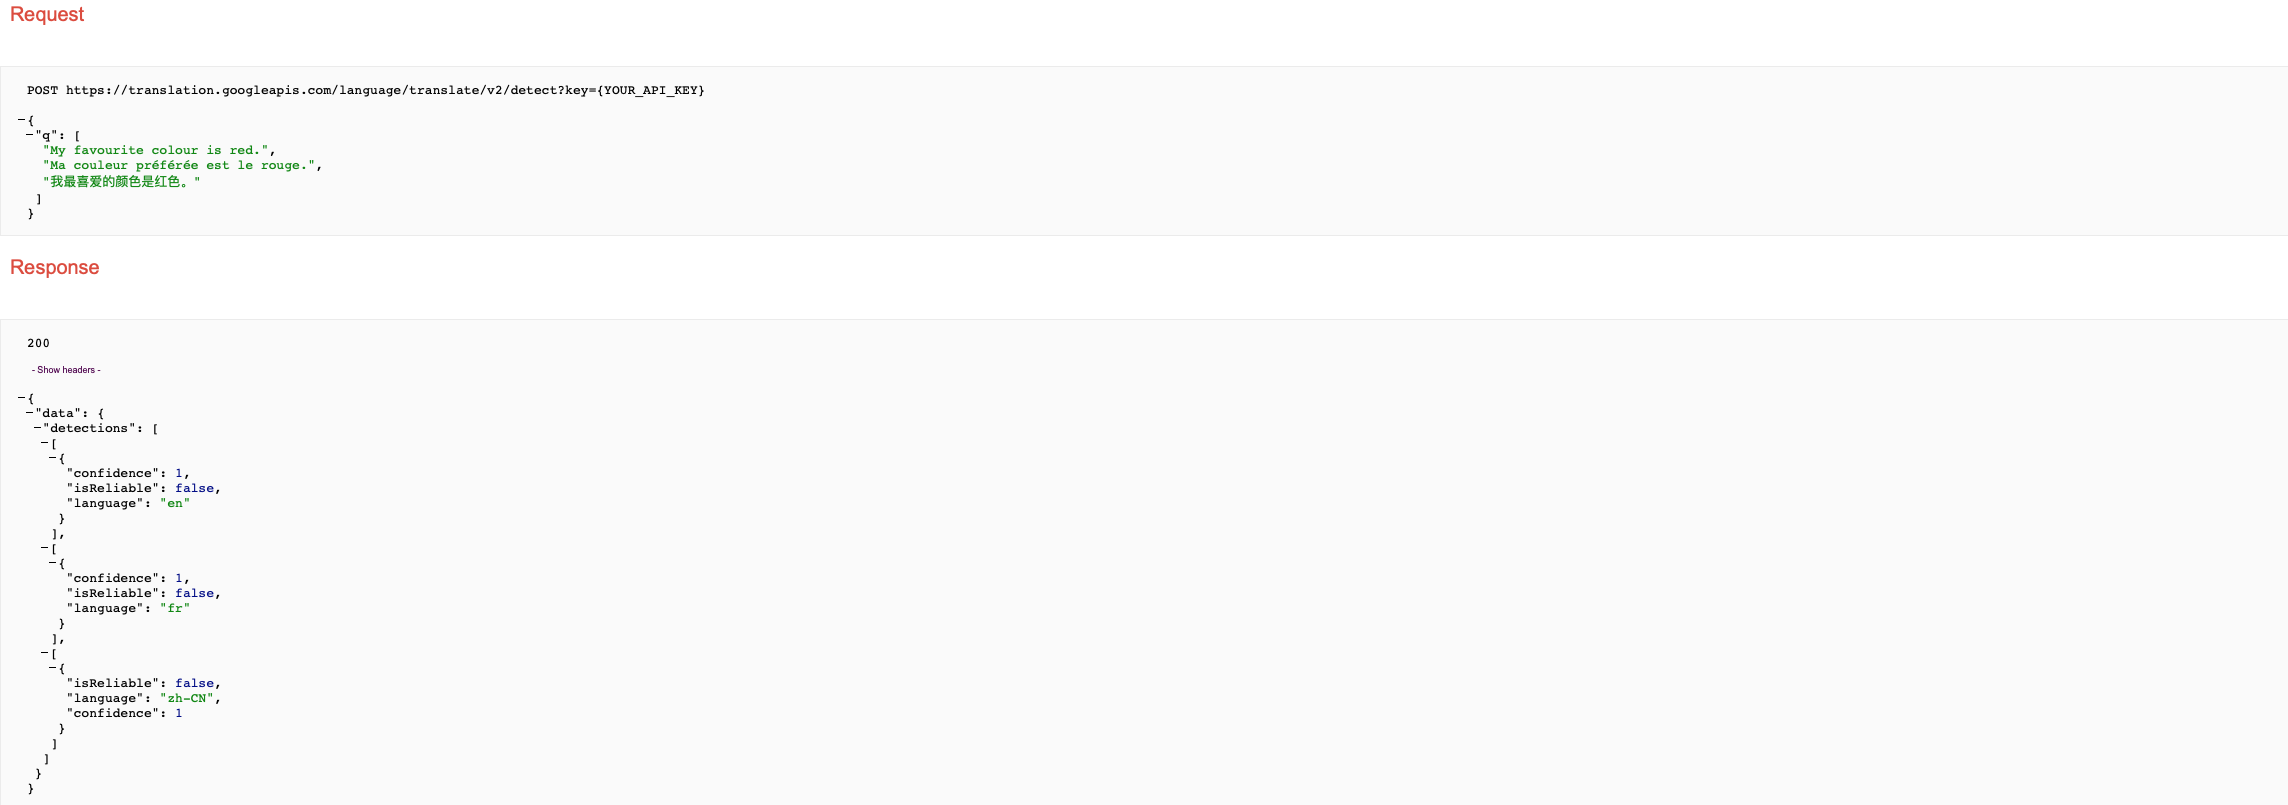 Request
POST https://translation.googleapis.com/language/translate/v2/detect?key={YOUR_API_KEY}
{
"q": [
"My favourite colour is red.",
"Ma couleur préférée est le rouge.",
"我最喜爱的颜色是红色。"
]
}
Response
200
- Show headers -
{
"data": {
"detections": [
[
{
"confidence": 1,
"isReliable": false,
"language": "en"
}
],
[
{
"confidence": 1,
"isReliable": false,
"language": "fr"
}
],
[
{
"isReliable": false,
"language": "zh-CN",
"confidence": 1
}
]
]
}
}